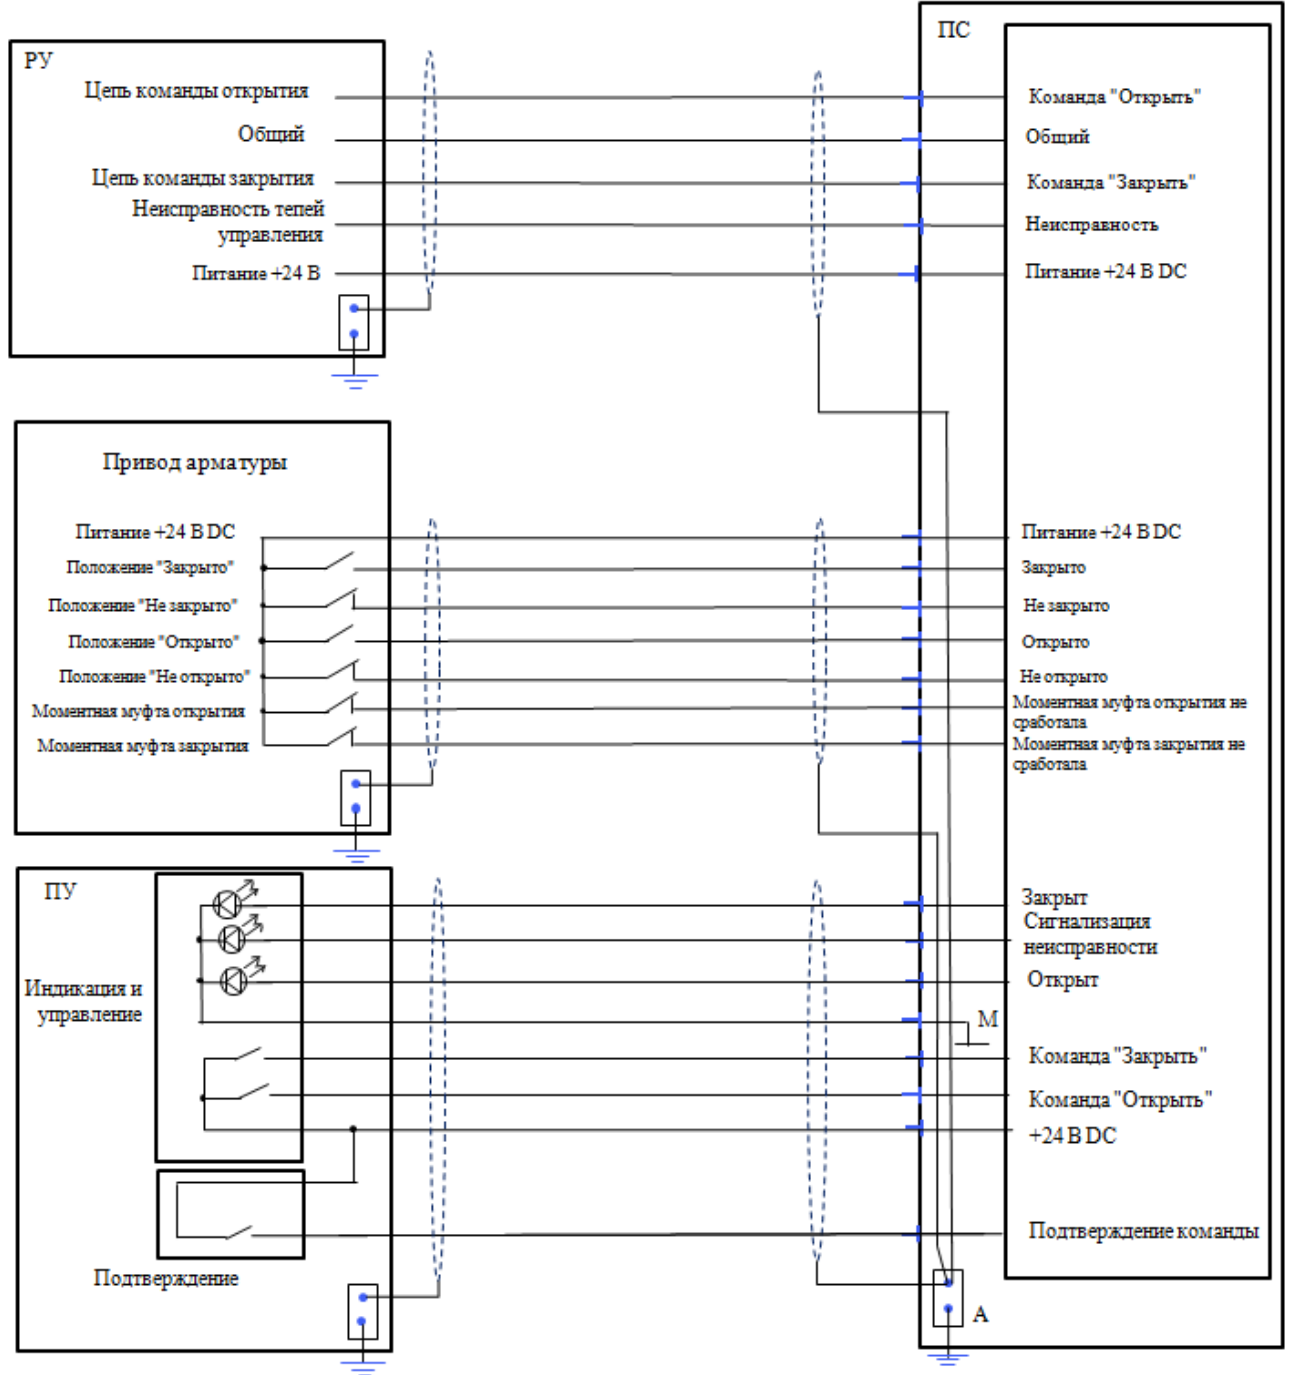 РУ
Цепь команды открытия
Общий
Цепь команды закрытия
Неисправность тепей
управления
Питание +24 В
ПС
Команда "Открыть"
Общий
Команда "Закрыть"
Неисправность
Питание +24 В DC
Привод арматуры
Питание +24 В DC
Положение "Закрыто"
Положение "Не закрыто"
Положение "Открыто"
Положение "Не открыто"
Моментная муфта открытия
Моментная муфта закрытия
Питание +24 В DC
Закрыто
Не закрыто
Открыто
Не открыто
Моментная муфта открытия не
сработала
Моментная муфта закрытия не
сработала
ПУ
Индикация и
управление
Подтверждение
Закрыт
Сигнализация
неисправности
Открыт
М
Команда "Закрыть"
Команда "Открыть"
+24 В DC
Подтверждение команды
А